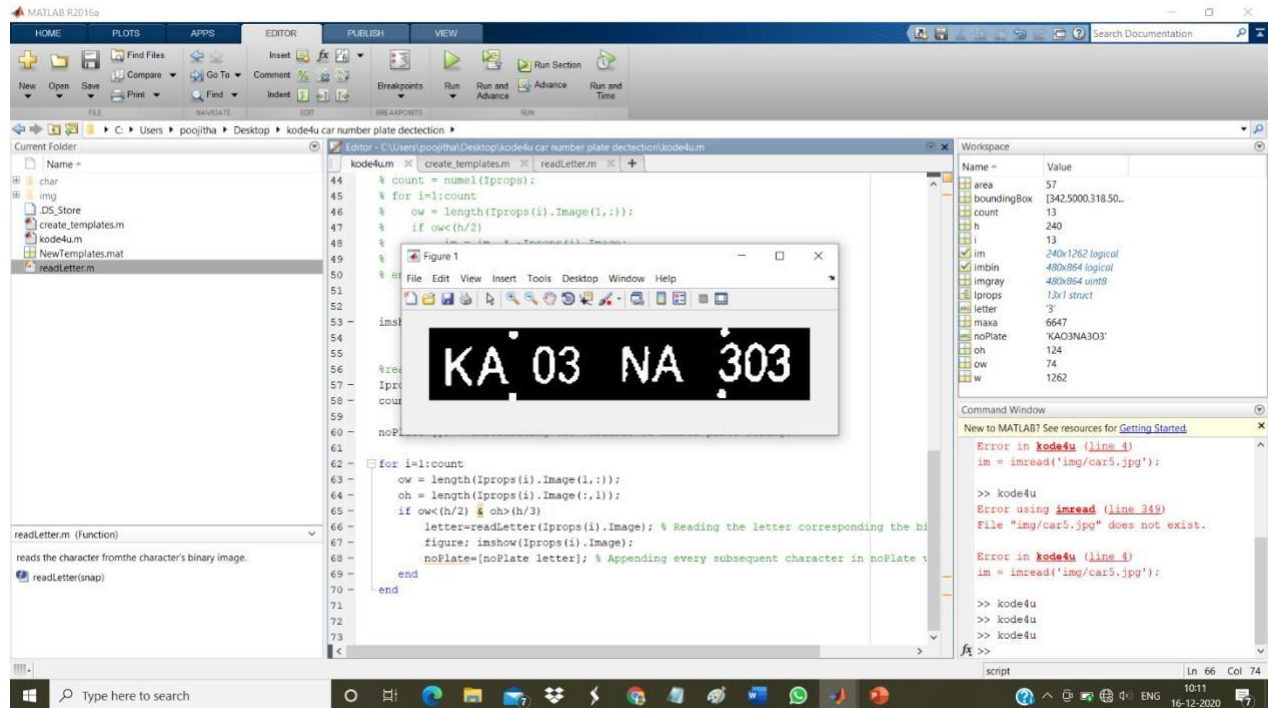 MATLAB R2016a
HOME PLOTS APPS EDITOR PUBLISH VIEW
Search Documentation
New Open Save
Find Files
Compare
Print
Go To
Find
Insert
Comment
Indent
Breakpoints
Run
Run and Advance
Run Section
Advance
Run and Time
FILE NAVIGATE EDIT BREAKPOINTS RUN
C: Users poojitha Desktop kode4u car number plate dectection
Current Folder
Name
char
img
.DS_Store
create_templates.m
kode4u.m
NewTemplates.mat
readLetter.m
readLetter.m (Function)
reads the character fromthe character's binary image.
readLetter(snap)
Editor - C:\Users\poojitha\Desktop\kode4u car number plate dectection\kode4u.m
kode4u.m create_templates.m readLetter.m
44 % count = numel(Iprops);
45 % for i=1:count
46 % ow = length(Iprops(i).Image(1,:));
47 % if ow<(h/2)
48 %
49 %
50 %
51
52
53
54
55
56
57
58
59
60
61
62 for i=1:count
63 ow = length(Iprops(i).Image(1,:));
64 oh = length(Iprops(i).Image(:,1));
65 if ow<(h/2) & oh>(h/3)
66 letter=readLetter(Iprops(i).Image); % Reading the letter corresponding the bi
67 figure; imshow(Iprops(i).Image);
68 noPlate=[noPlate letter]; % Appending every subsequent character in noPlate v
69 end
70 end
71
72
73
Figure 1
File Edit View Insert Tools Desktop Window Help
KA 03 NA 303
Workspace
Name Value
area 57
boundingBox [342.5000,318.50...
count 13
h 240
i 13
im 240x1262 logical
imbin 480x864 logical
imgray 480x864 uint8
Iprops 13x1 struct
letter '3'
maxa 6647
noPlate 'KAO3NA3O3'
oh 124
ow 74
w 1262
Command Window
New to MATLAB? See resources for Getting Started.
Error in kode4u (line 4)
im = imread('img/car5.jpg');
>> kode4u
Error using imread (line 349)
File "img/car5.jpg" does not exist.
Error in kode4u (line 4)
im = imread('img/car5.jpg');
>> kode4u
>> kode4u
>> kode4u
fx >>
script Ln 66 Col 74
Type here to search
ENG
10:11
16-12-2020